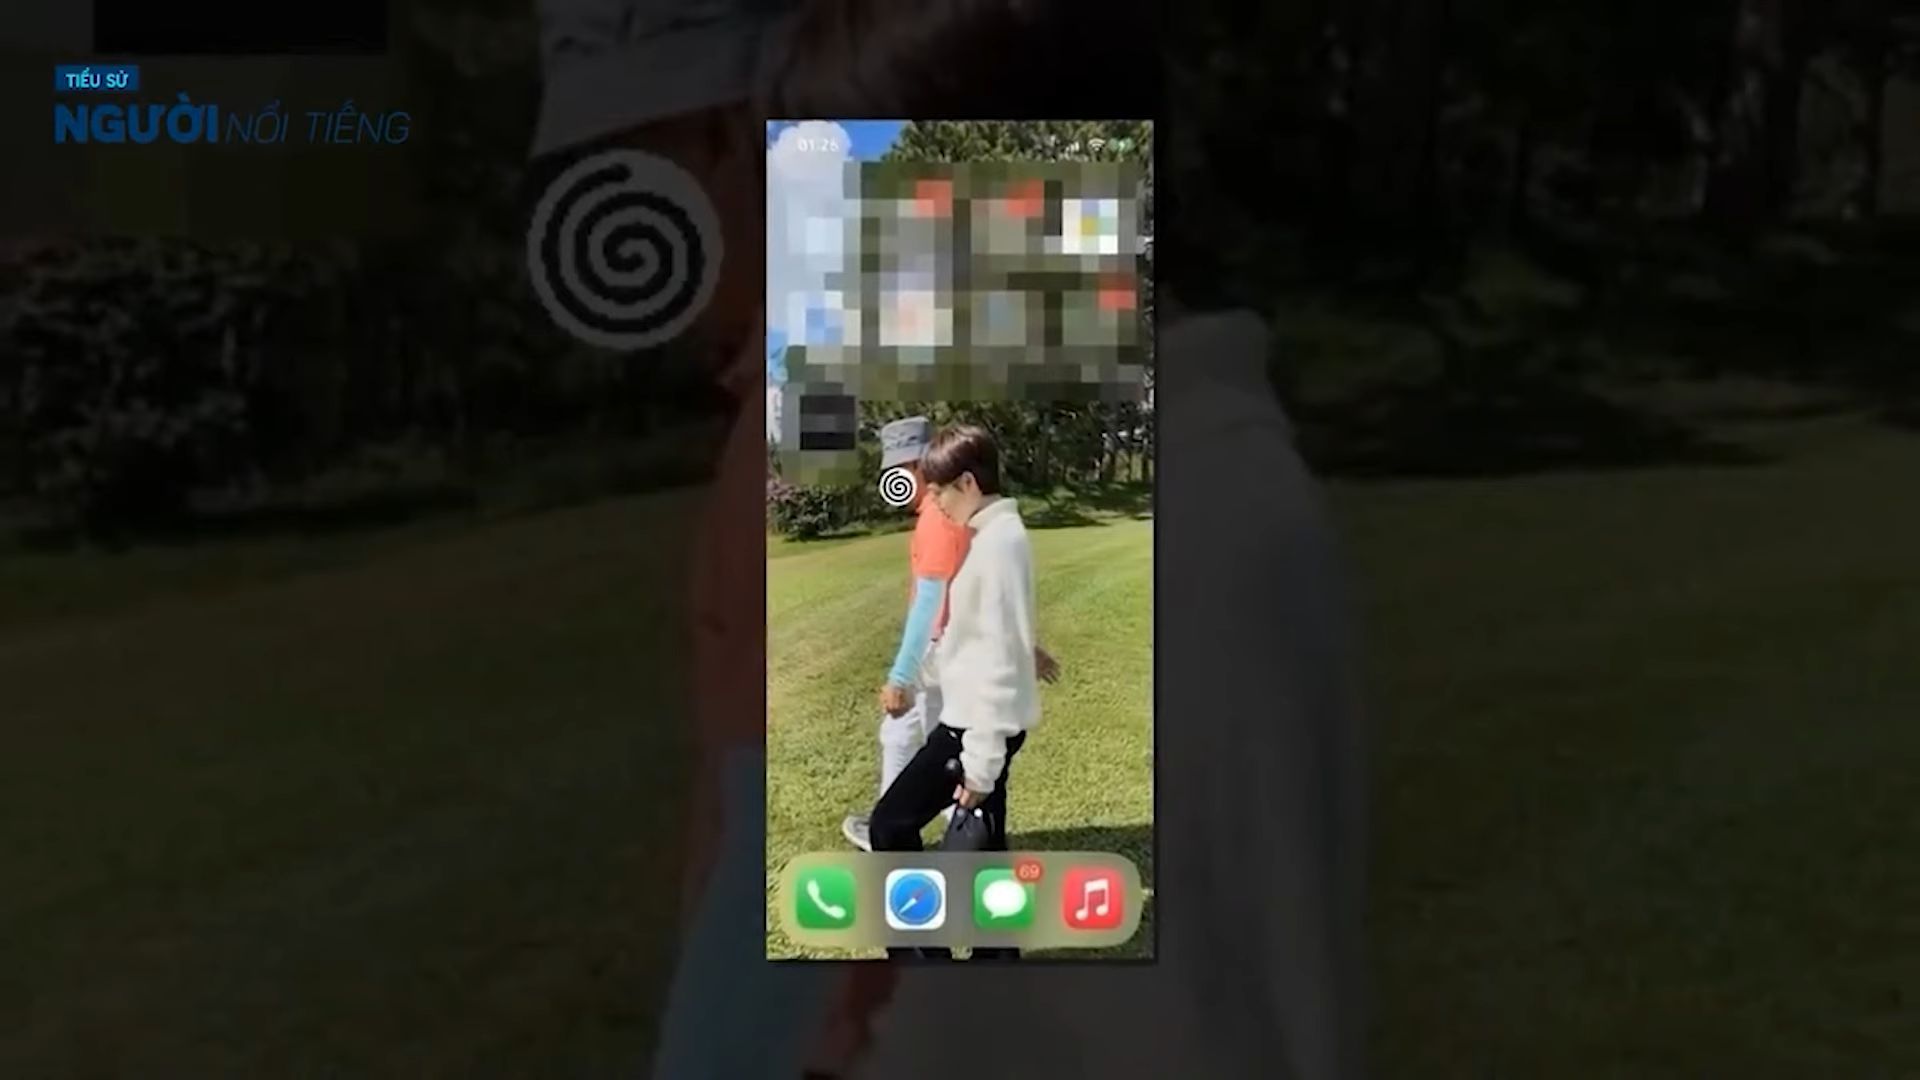 TIỂU SỬ
NGƯỜI NỔI TIẾNG
01:26
69